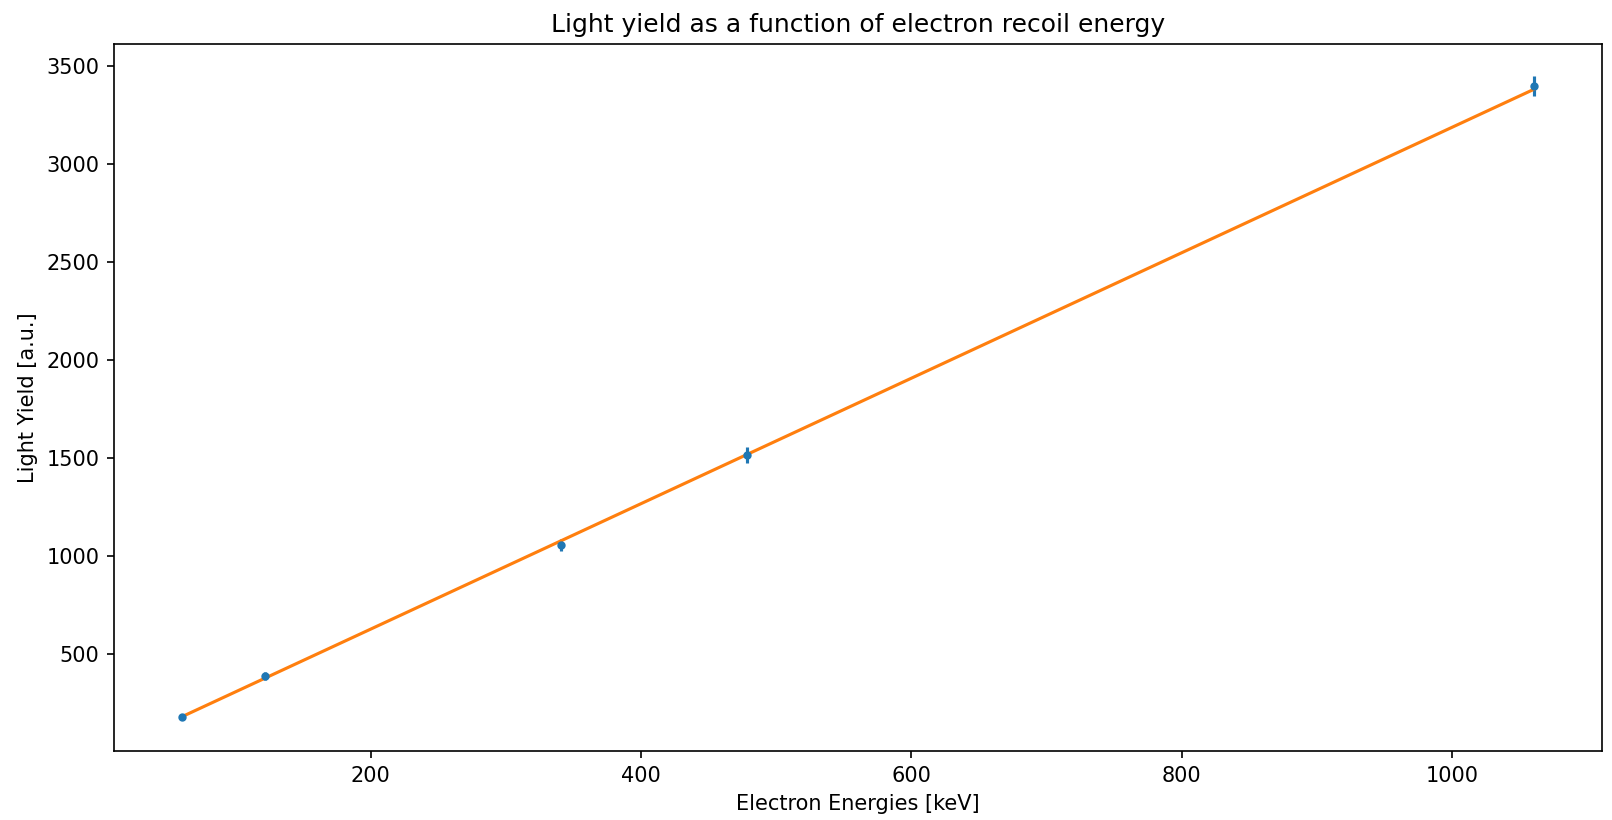 Light yield as a function of electron recoil energy
3500
3000
2500
2000
1500
1000
500
Light Yield [a.u.]
200 400 600 800 1000
Electron Energies [keV]